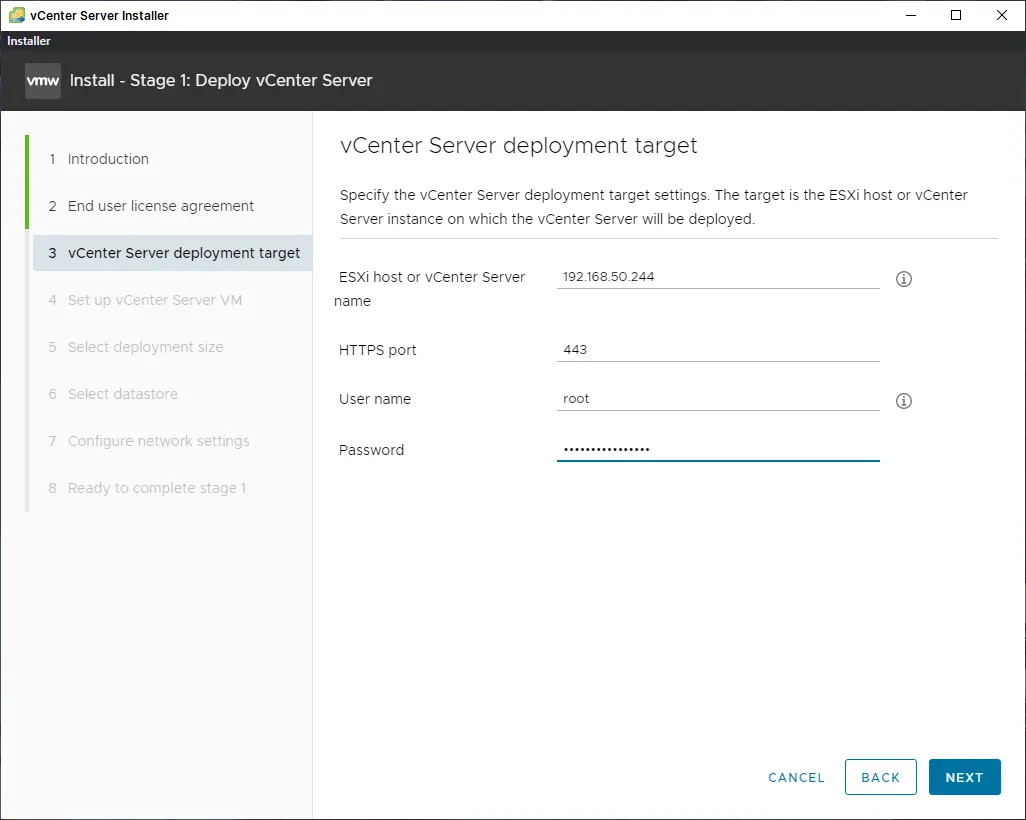 vCenter Server Installer
Installer
vmw Install - Stage 1: Deploy vCenter Server
1 Introduction
2 End user license agreement
3 vCenter Server deployment target
4 Set up vCenter Server VM
5 Select deployment size
6 Select datastore
7 Configure network settings
8 Ready to complete stage 1
vCenter Server deployment target
Specify the vCenter Server deployment target settings. The target is the ESXi host or vCenter
Server instance on which the vCenter Server will be deployed.
ESXi host or vCenter Server
name
192.168.50.244
HTTPS port 443
User name root
Password ••••••••••••••••
CANCEL BACK NEXT